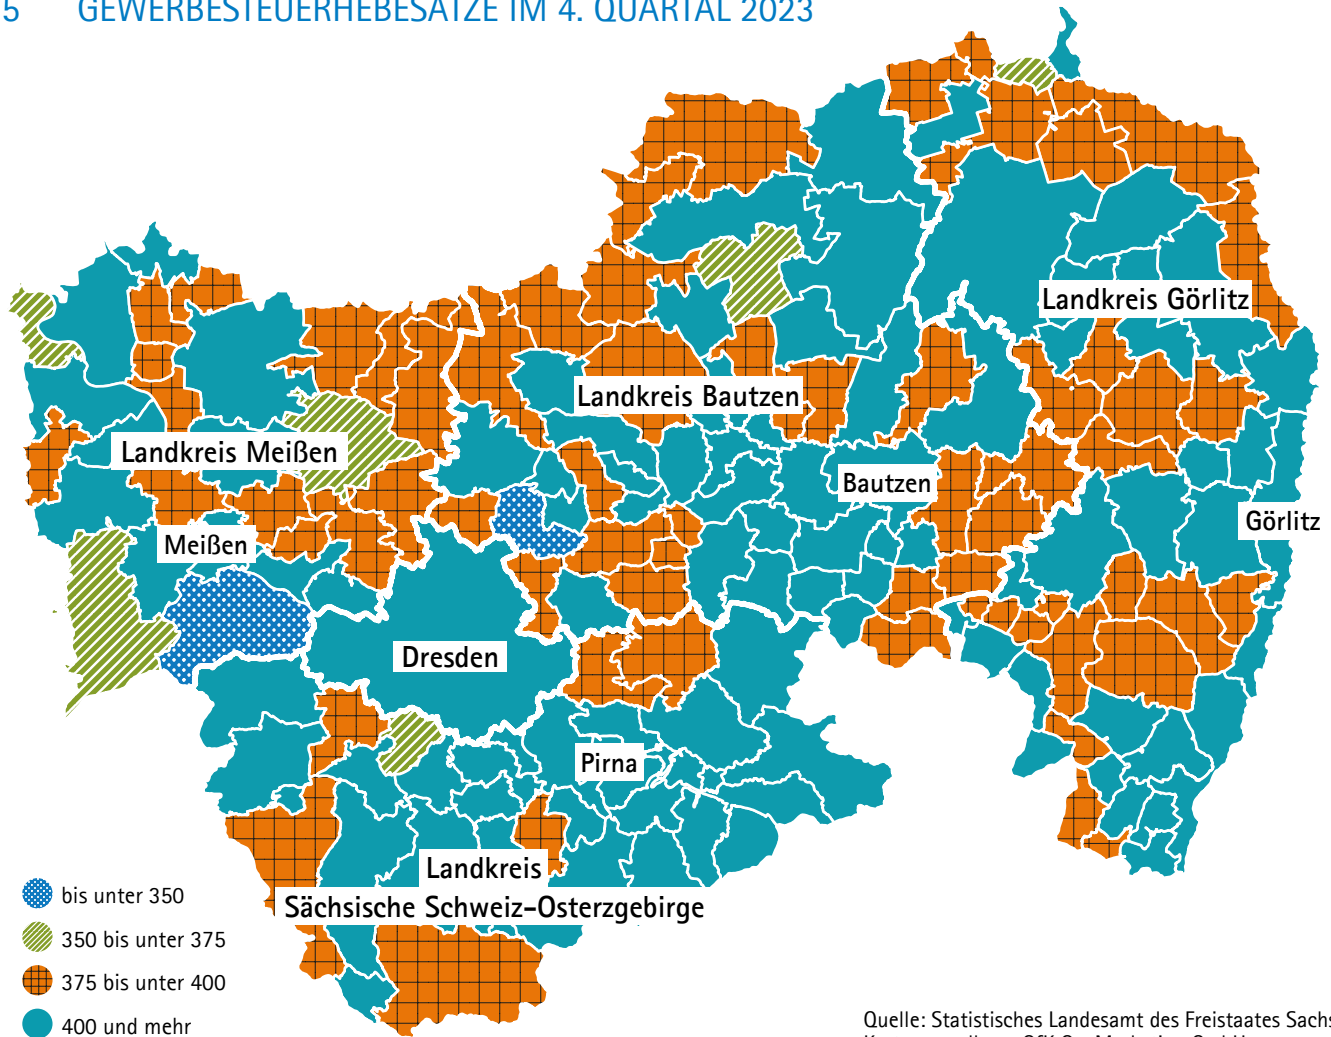 5 GEWERBESTEUERHEBESÄTZE IM 4. QUARTAL 2023
Landkreis Görlitz
Landkreis Bautzen
Landkreis Meißen
Bautzen
Görlitz
Meißen
Dresden
Pirna
Landkreis
Sächsische Schweiz-Osterzgebirge
bis unter 350
350 bis unter 375
375 bis unter 400
400 und mehr
Quelle: Statistisches Landesamt des Freistaates Sachs